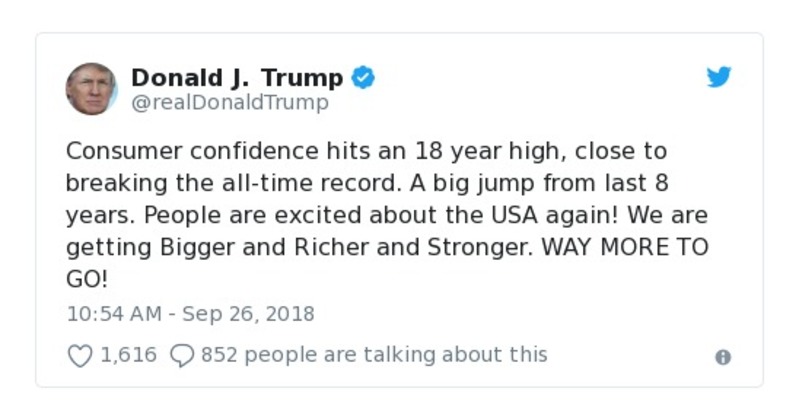 Donald J. Trump
@realDonaldTrump
Consumer confidence hits an 18 year high, close to
breaking the all-time record. A big jump from last 8
years. People are excited about the USA again! We are
getting Bigger and Richer and Stronger. WAY MORE TO
GO!
10:54 AM - Sep 26, 2018
1,616 852 people are talking about this